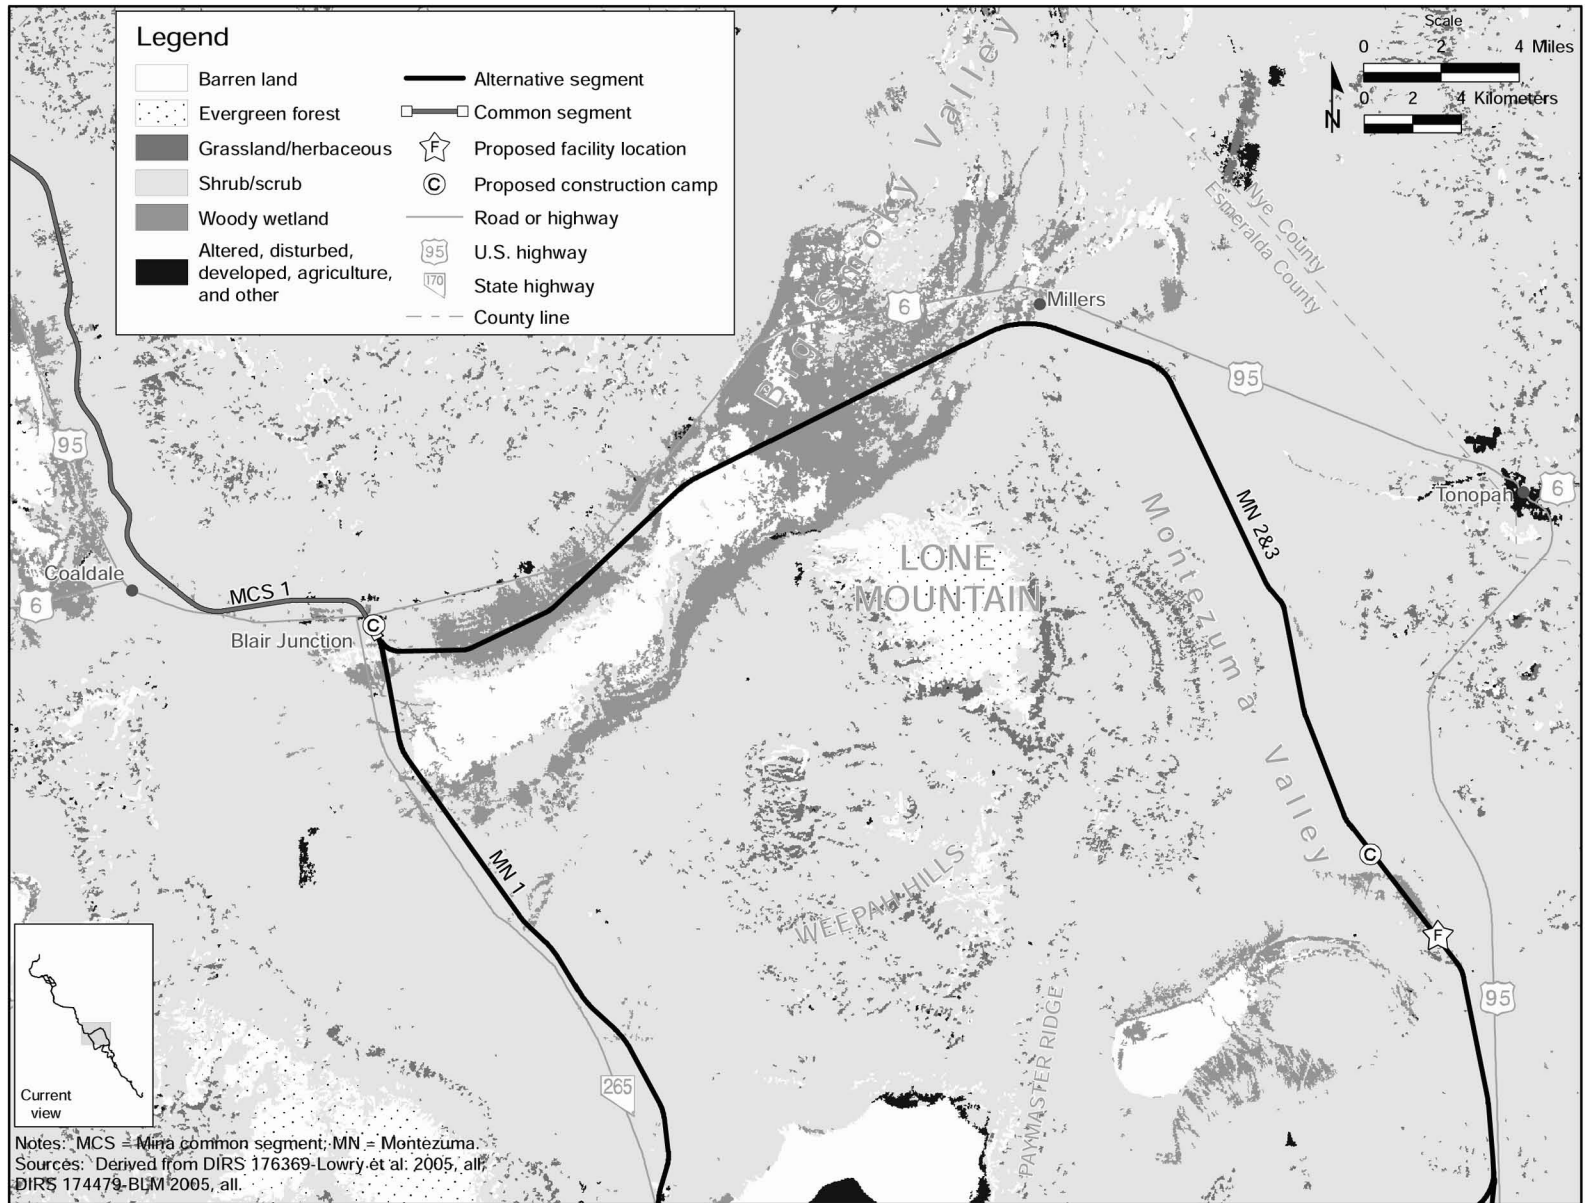 Legend
Barren land
Evergreen forest
Grassland/herbaceous
Shrub/scrub
Woody wetland
Altered, disturbed,
developed, agriculture,
and other
Alternative segment
Common segment
F Proposed facility location
C Proposed construction camp
Road or highway
95 U.S. highway
170 State highway
County line
Scale
0 2 4 Miles
0 2 4 Kilometers
N
Big Smoky Valley
Nye County
Esmeralda County
6
Millers
95
95
Tonopah
6
MN 2&3
LONE
MOUNTAIN
Montezuma Valley
Coaldale
6
MCS 1
C
Blair Junction
MN 1
C
WEEPAH HILLS
F
95
PAYMASTER RIDGE
265
Current
view
Notes: MCS = Mina common segment; MN = Montezuma.
Sources: Derived from DIRS 176369-Lowry et al. 2005, all;
DIRS 174479-BLM 2005, all.